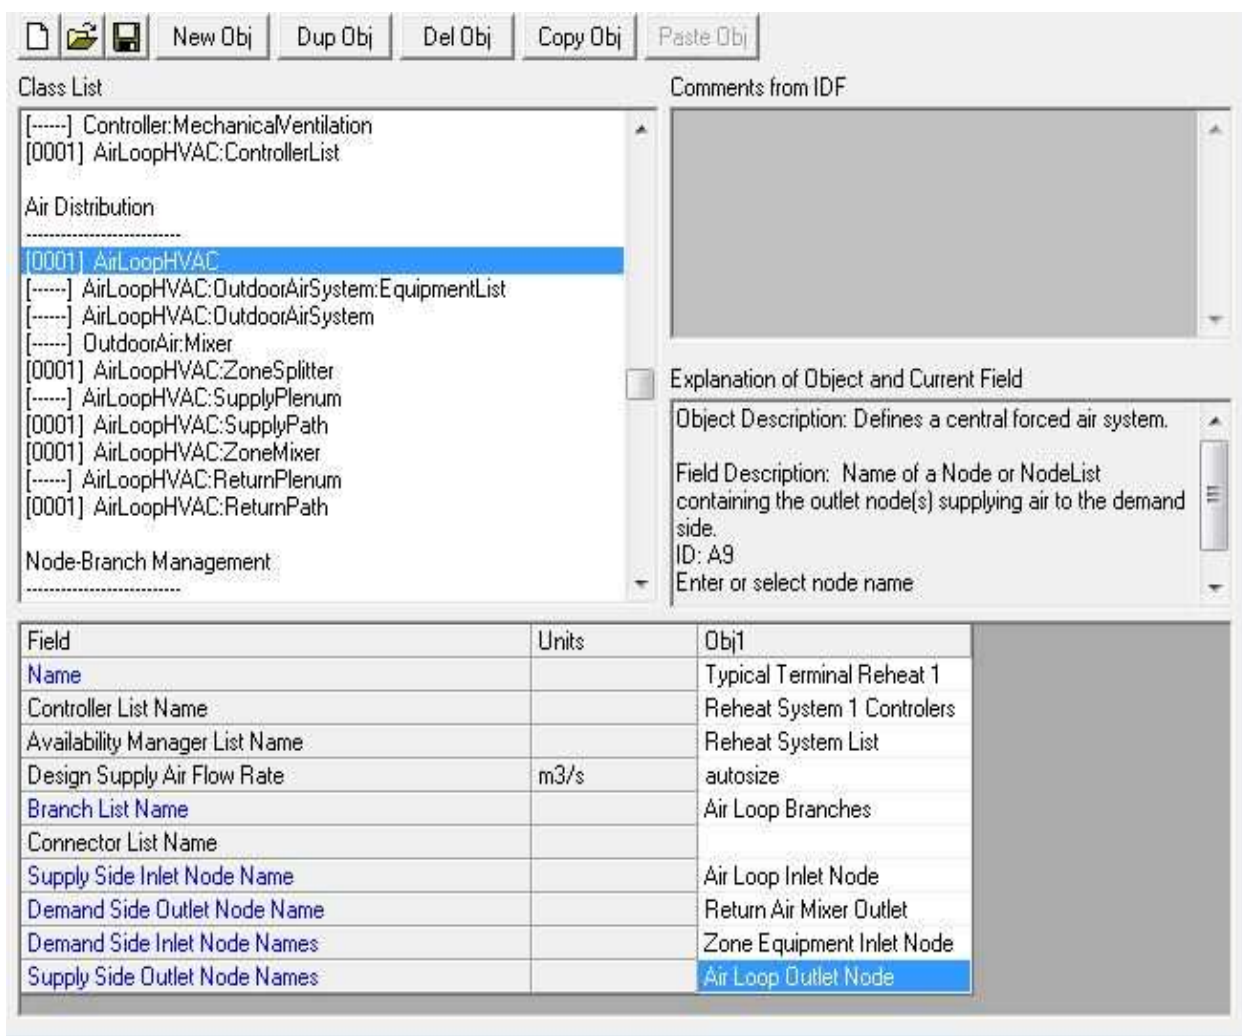 New Obj Dup Obj Del Obj Copy Obj Paste Obj
Class List
[------] Controller:MechanicalVentilation
[0001] AirLoopHVAC:ControllerList
Air Distribution
---------------------------
[0001] AirLoopHVAC
[------] AirLoopHVAC:OutdoorAirSystem:EquipmentList
[------] AirLoopHVAC:OutdoorAirSystem
[------] OutdoorAir:Mixer
[0001] AirLoopHVAC:ZoneSplitter
[------] AirLoopHVAC:SupplyPlenum
[0001] AirLoopHVAC:SupplyPath
[0001] AirLoopHVAC:ZoneMixer
[------] AirLoopHVAC:ReturnPlenum
[0001] AirLoopHVAC:ReturnPath
Node-Branch Management
---------------------------
Comments from IDF
Explanation of Object and Current Field
Object Description: Defines a central forced air system.
Field Description: Name of a Node or NodeList
containing the outlet node(s) supplying air to the demand
side.
ID: A9
Enter or select node name
Field Units Obj1
Name Typical Terminal Reheat 1
Controller List Name Reheat System 1 Controlers
Availability Manager List Name Reheat System List
Design Supply Air Flow Rate m3/s autosize
Branch List Name Air Loop Branches
Connector List Name
Supply Side Inlet Node Name Air Loop Inlet Node
Demand Side Outlet Node Name Return Air Mixer Outlet
Demand Side Inlet Node Names Zone Equipment Inlet Node
Supply Side Outlet Node Names Air Loop Outlet Node